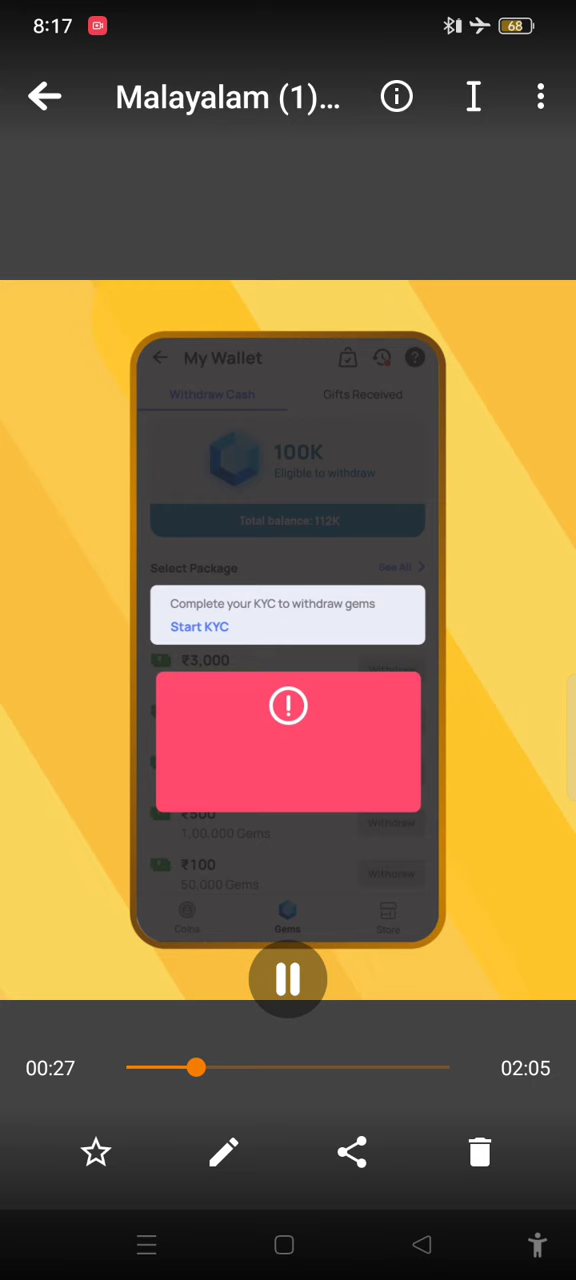 8:17
68
Malayalam (1)...
My Wallet
Withdraw Cash
Gifts Received
100K
Eligible to withdraw
Total balance: 112K
Select Package
See All
Complete your KYC to withdraw gems
Start KYC
₹3,000
Withdraw
₹500
1,00,000 Gems
Withdraw
₹100
50,000 Gems
Withdraw
Coins
Gems
Store
00:27
02:05